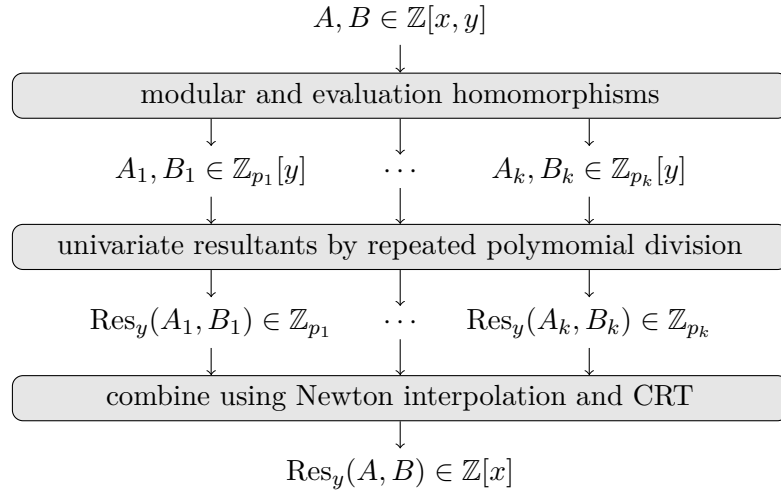 A, B ∈ ℤ[x, y]
modular and evaluation homomorphisms
A₁, B₁ ∈ ℤ_{p₁}[y] ⋯ A_k, B_k ∈ ℤ_{p_k}[y]
univariate resultants by repeated polymomial division
Res_y(A₁, B₁) ∈ ℤ_{p₁} ⋯ Res_y(A_k, B_k) ∈ ℤ_{p_k}
combine using Newton interpolation and CRT
Res_y(A, B) ∈ ℤ[x]